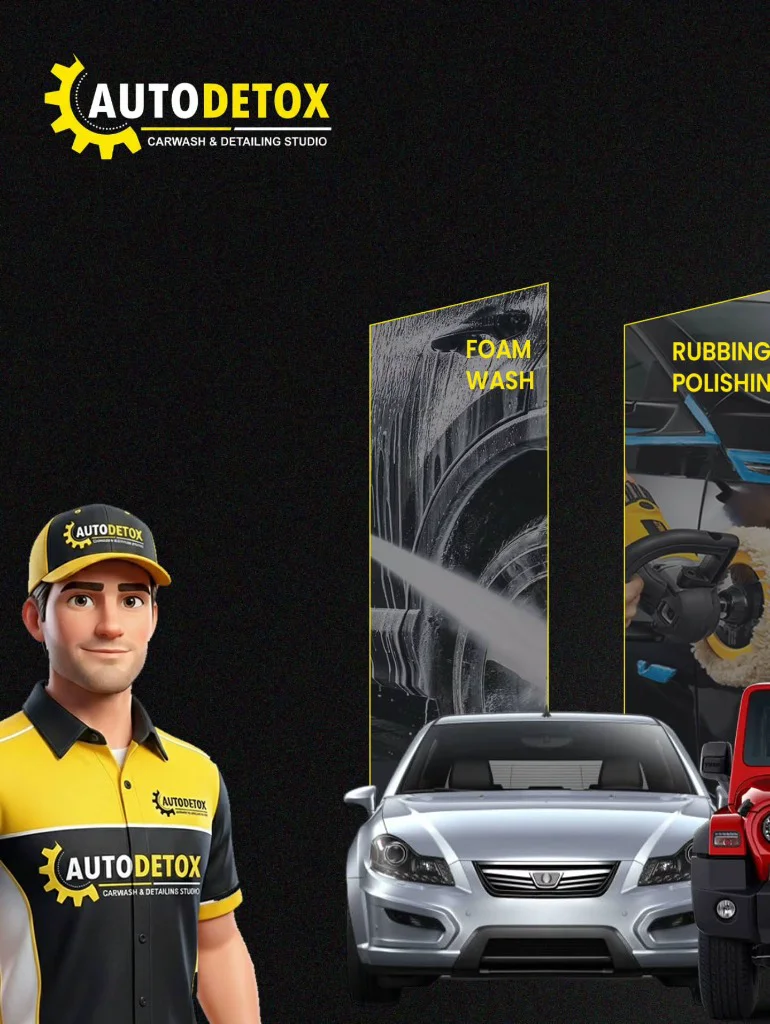 AUTODETOX
CARWASH & DETAILING STUDIO
FOAM
WASH
RUBBING
POLISHIN
AUTODETOX
AUTODETOX
AUTODETOX
CARWASH & DETAILING STUDIO